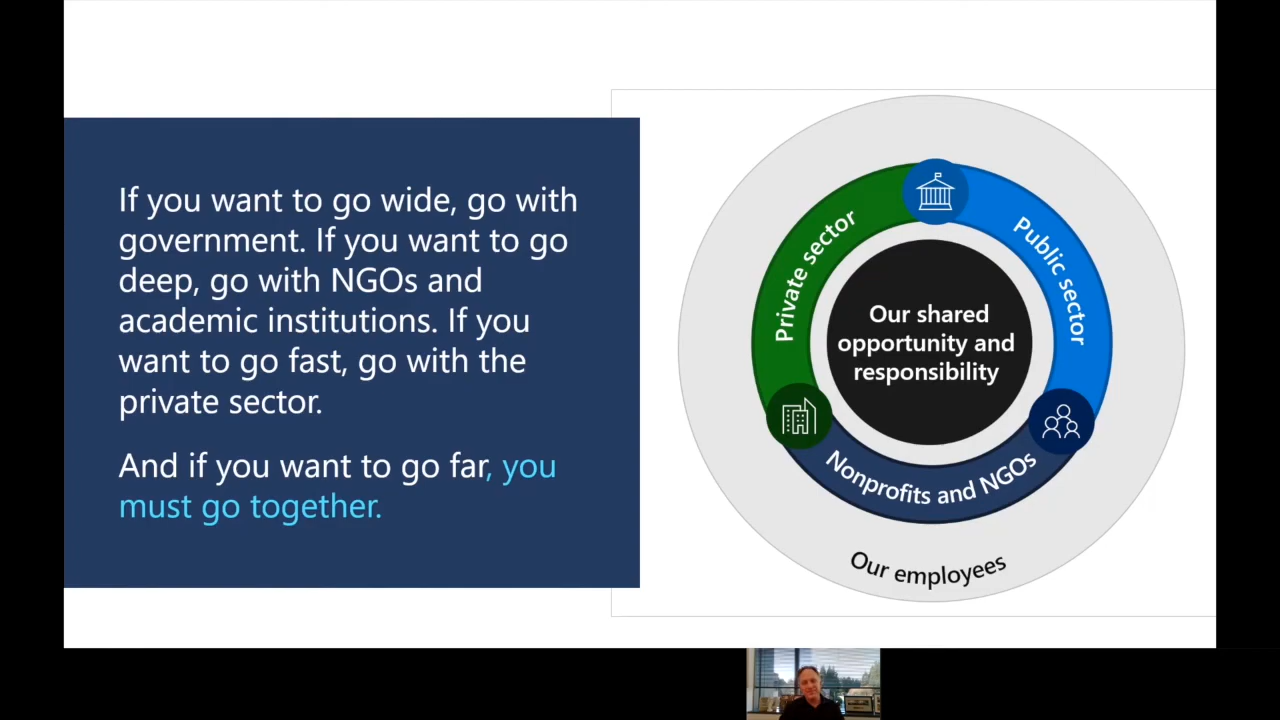 If you want to go wide, go with
government. If you want to go
deep, go with NGOs and
academic institutions. If you
want to go fast, go with the
private sector.
And if you want to go far, you
must go together.
Private sector
Public sector
Our shared
opportunity and
responsibility
Nonprofits and NGOs
Our employees